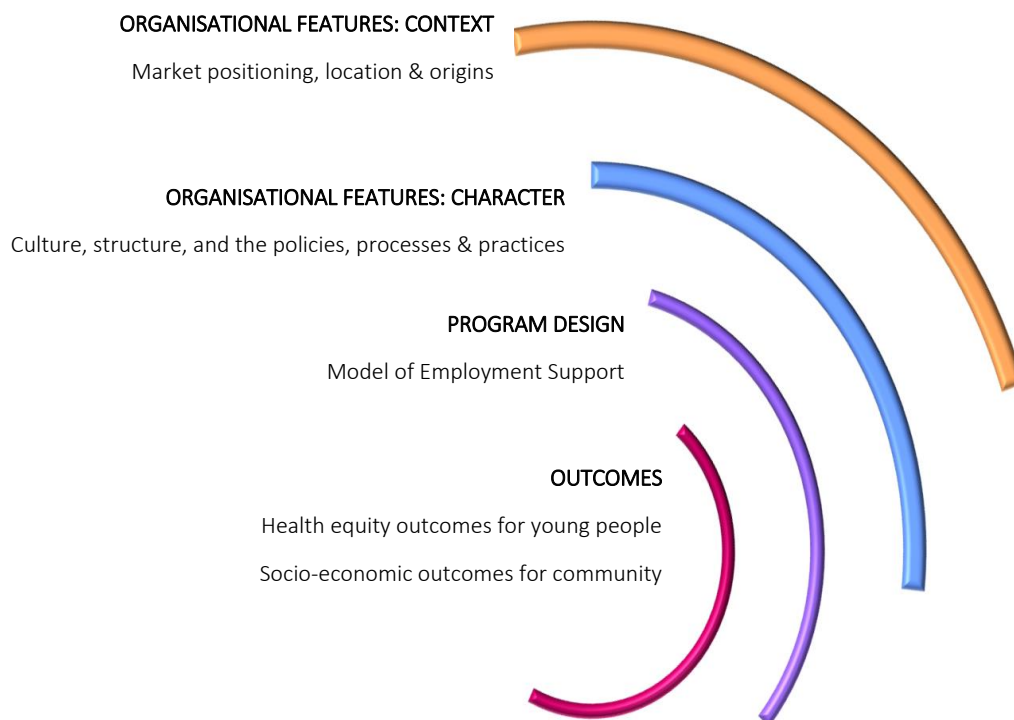 ORGANISATIONAL FEATURES: CONTEXT
Market positioning, location & origins
ORGANISATIONAL FEATURES: CHARACTER
Culture, structure, and the policies, processes & practices
PROGRAM DESIGN
Model of Employment Support
OUTCOMES
Health equity outcomes for young people
Socio-economic outcomes for community